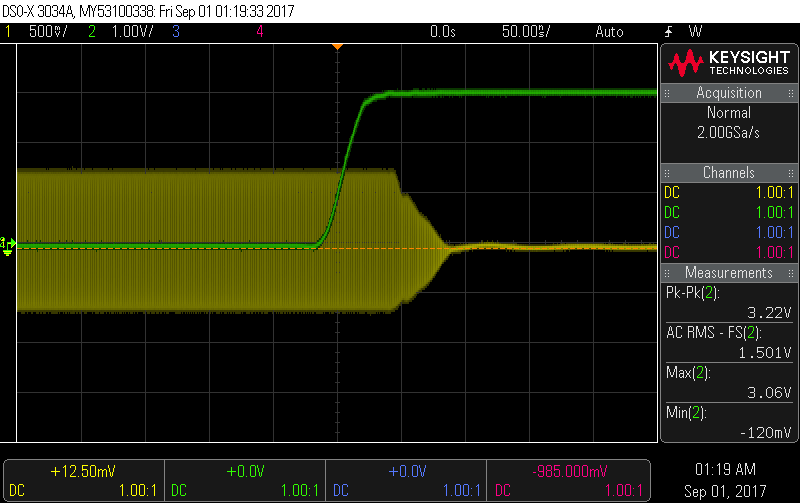 DSO-X 3034A, MY53100338: Fri Sep 01 01:19:33 2017
1 500mV/ 2 1.00V/ 3 4 0.0s 50.00ns/ Auto W
KEYSIGHT
TECHNOLOGIES
Acquisition
Normal
2.00GSa/s
Channels
DC 1.00:1
DC 1.00:1
DC 1.00:1
DC 1.00:1
Measurements
Pk-Pk(2):
3.22V
AC RMS - FS(2):
1.501V
Max(2):
3.06V
Min(2):
-120mV
+12.50mV +0.0V +0.0V -985.000mV
DC 1.00:1 DC 1.00:1 DC 1.00:1 DC 1.00:1
01:19 AM
Sep 01, 2017